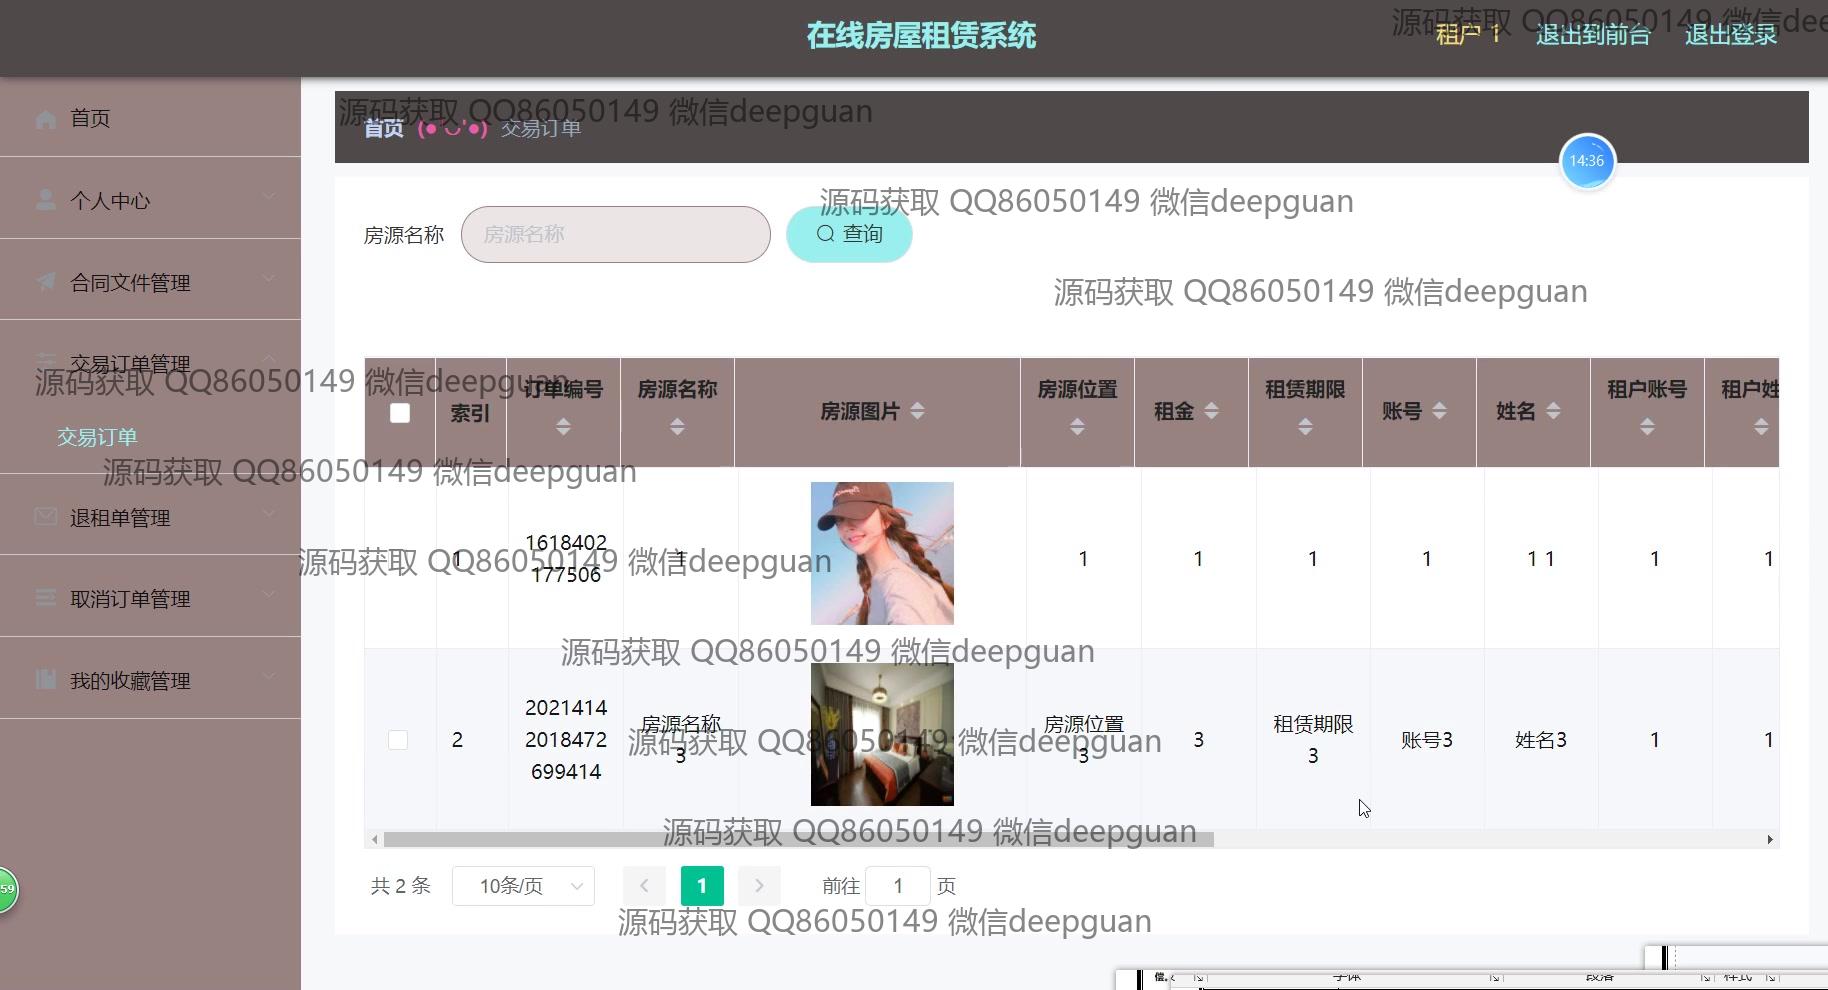 在线房屋租赁系统
租户 1 退出到前台 退出登录
源码获取 QQ86050149 微信dee
首页
个人中心
合同文件管理
交易订单管理
交易订单
退租单管理
取消订单管理
我的收藏管理
源码获取 QQ86050149 微信deepguan
首页 (●'◡'●) 交易订单
14:36
源码获取 QQ86050149 微信deepguan
房源名称 房源名称 查询
源码获取 QQ86050149 微信deepguan
源码获取 QQ86050149 微信deepguan
索引 订单编号 房源名称 房源图片 房源位置 租金 租赁期限 账号 姓名 租户账号 租户姓
源码获取 QQ86050149 微信deepguan
1 1618402177506 1 1 1 1 1 1 1 1 1
源码获取 QQ86050149 微信deepguan
源码获取 QQ86050149 微信deepguan
2 20214142018472699414 房源名称3 房源位置3 3 租赁期限3 账号3 姓名3 1 1
源码获取 QQ86050149 微信deepguan
源码获取 QQ86050149 微信deepguan
59
共 2 条 10条/页 1 前往 1 页
源码获取 QQ86050149 微信deepguan
字体 段落 样式